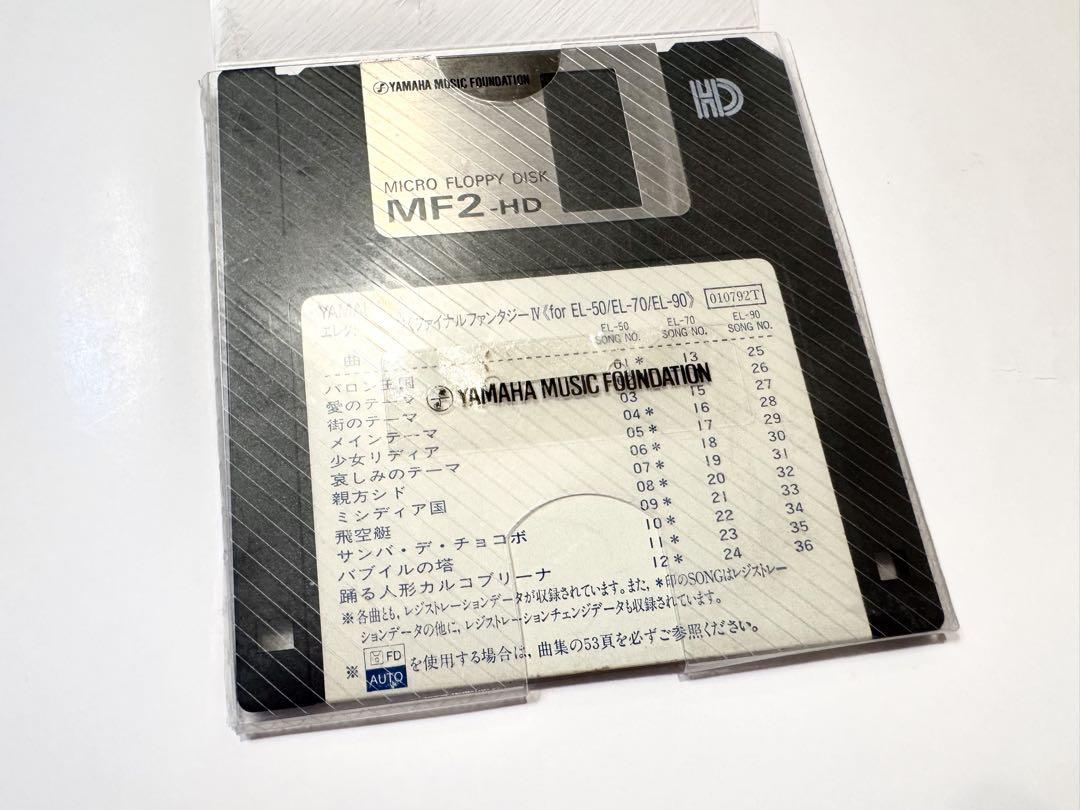 YAMAHA MUSIC FOUNDATION
HD
MICRO FLOPPY DISK
MF2-HD
エレク ファイナルファンタジーⅣ《for EL-50/EL-70/EL-90》 010792T
曲 EL-50 SONG NO. EL-70 SONG NO. EL-90 SONG NO.
バロン王国 01* 13 25
愛のテーマ 26
街のテーマ 03 15 27
メインテーマ 04* 16 28
少女リディア 05* 17 29
哀しみのテーマ 06* 18 30
親方シド 07* 19 31
ミシディア国 08* 20 32
飛空艇 09* 21 33
サンバ・デ・チョコボ 10* 22 34
バブイルの塔 11* 23 35
踊る人形カルコブリーナ 12* 24 36
YAMAHA MUSIC FOUNDATION
※各曲とも、レジストレーションデータが収録されています。また、*印のSONGはレジストレー
ションデータの他に、レジストレーションチェンジデータも収録されています。
※ FD AUTO を使用する場合は、曲集の53頁を必ずご参照ください。